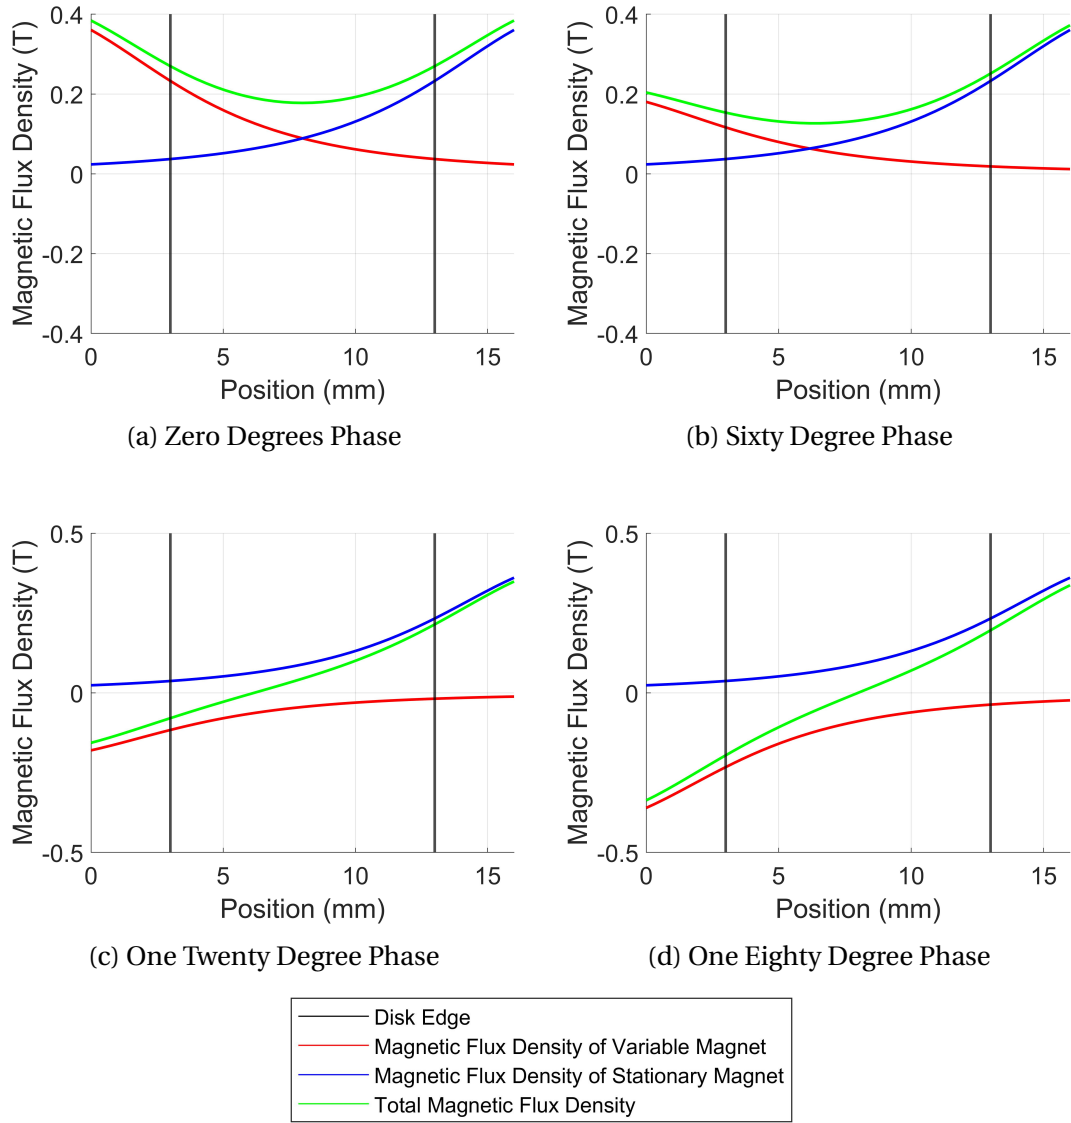 Magnetic Flux Density (T)
0.4
0.2
0
-0.2
-0.4
0 5 10 15
Position (mm)
(a) Zero Degrees Phase
Magnetic Flux Density (T)
0.4
0.2
0
-0.2
-0.4
0 5 10 15
Position (mm)
(b) Sixty Degree Phase
Magnetic Flux Density (T)
0.5
0
-0.5
0 5 10 15
Position (mm)
(c) One Twenty Degree Phase
Magnetic Flux Density (T)
0.5
0
-0.5
0 5 10 15
Position (mm)
(d) One Eighty Degree Phase
Disk Edge
Magnetic Flux Density of Variable Magnet
Magnetic Flux Density of Stationary Magnet
Total Magnetic Flux Density